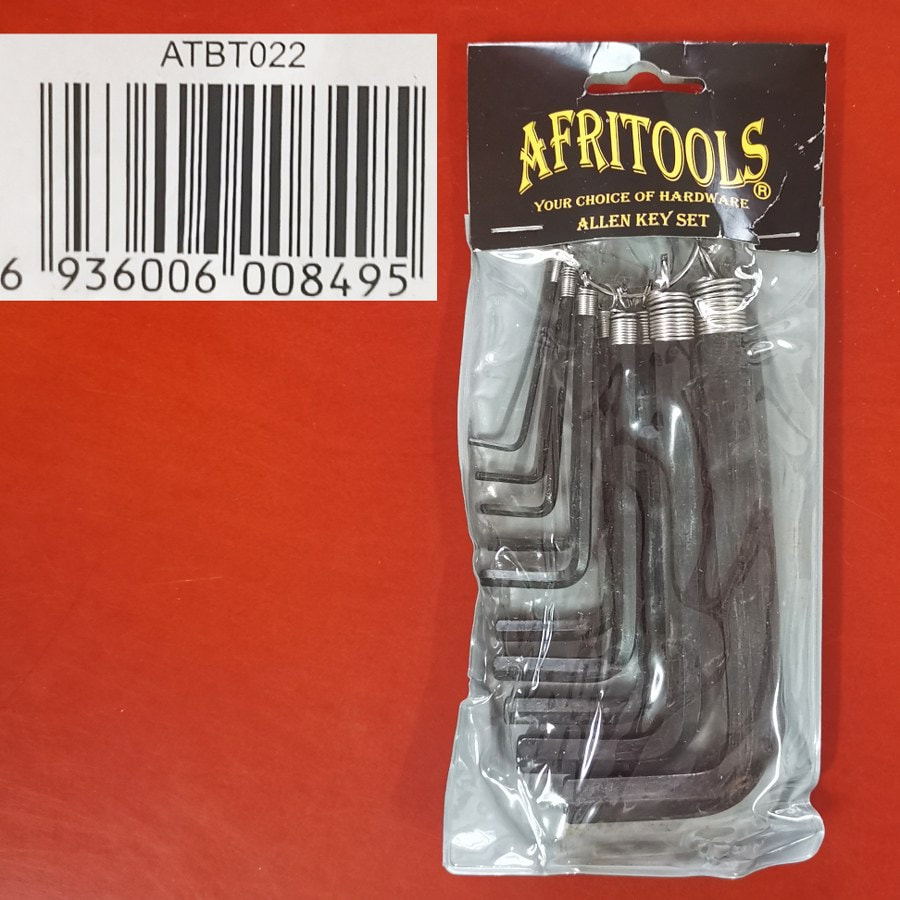 ATBT022
6 936006 008495
AFRITOOLS®
YOUR CHOICE OF HARDWARE
ALLEN KEY SET